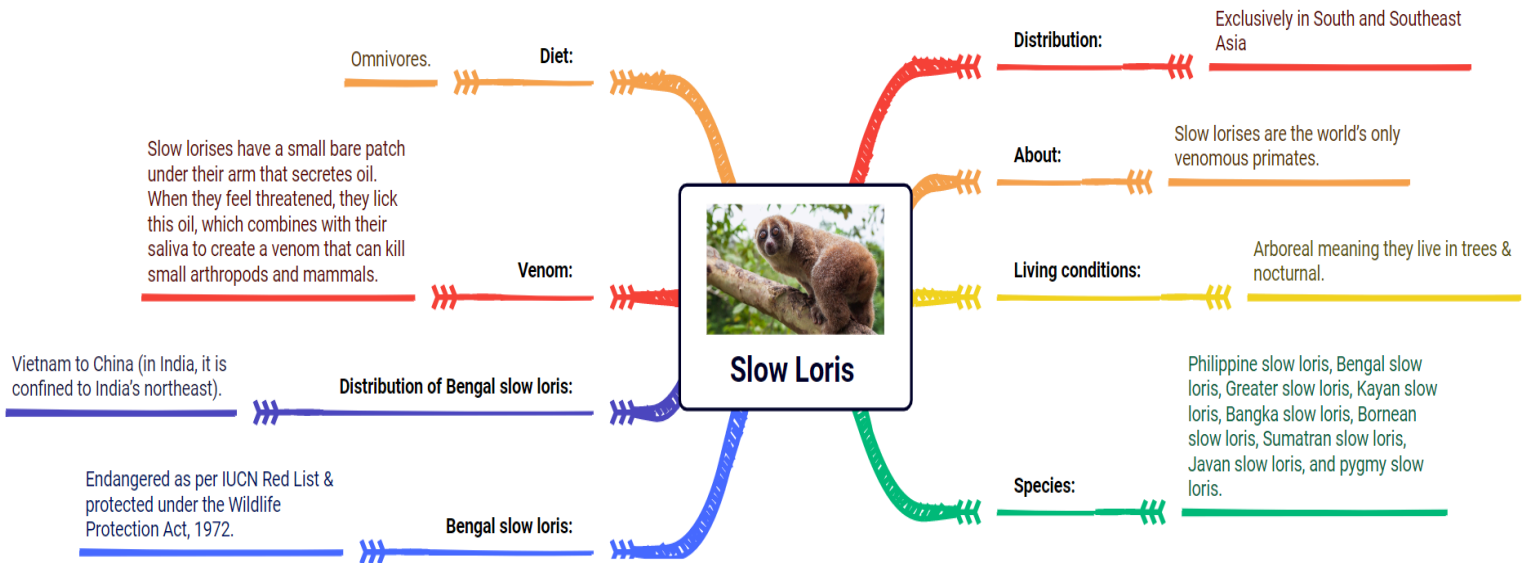 Slow Loris
Distribution:
Exclusively in South and Southeast
Asia
About:
Slow lorises are the world's only
venomous primates.
Living conditions:
Arboreal meaning they live in trees &
nocturnal.
Species:
Philippine slow loris, Bengal slow
loris, Greater slow loris, Kayan slow
loris, Bangka slow loris, Bornean
slow loris, Sumatran slow loris,
Javan slow loris, and pygmy slow
loris.
Diet:
Omnivores.
Venom:
Slow lorises have a small bare patch
under their arm that secretes oil.
When they feel threatened, they lick
this oil, which combines with their
saliva to create a venom that can kill
small arthropods and mammals.
Distribution of Bengal slow loris:
Vietnam to China (in India, it is
confined to India's northeast).
Bengal slow loris:
Endangered as per IUCN Red List &
protected under the Wildlife
Protection Act, 1972.